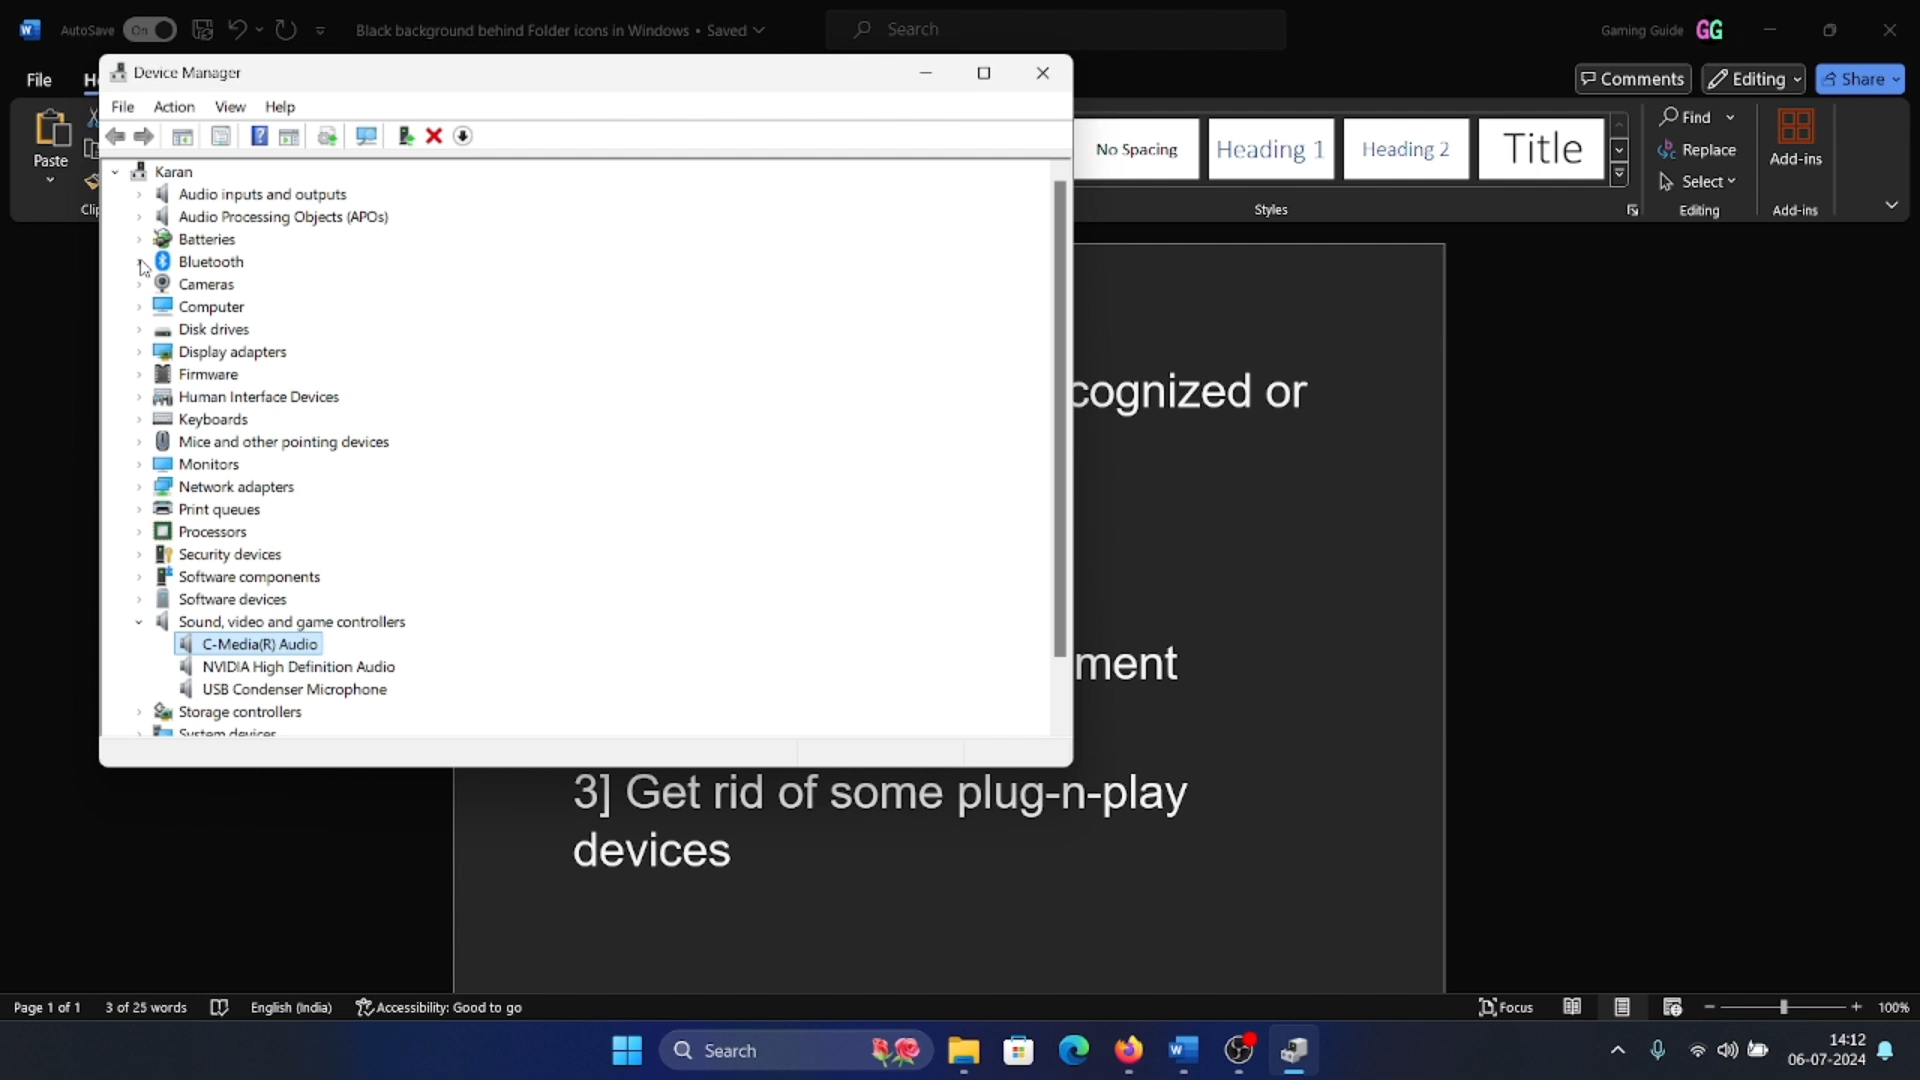 AutoSave On Black background behind Folder icons in Windows • Saved Search Gaming Guide GG
File
Comments Editing Share
Device Manager
File Action View Help
Karan
Audio inputs and outputs
Audio Processing Objects (APOs)
Batteries
Bluetooth
Cameras
Computer
Disk drives
Display adapters
Firmware
Human Interface Devices
Keyboards
Mice and other pointing devices
Monitors
Network adapters
Print queues
Processors
Security devices
Software components
Software devices
Sound, video and game controllers
C-Media(R) Audio
NVIDIA High Definition Audio
USB Condenser Microphone
Storage controllers
System devices
Paste
Clip
No Spacing Heading 1 Heading 2 Title
Styles
Find
Replace
Select
Editing
Add-ins
Add-ins
cognized or
ment
3] Get rid of some plug-n-play
devices
Page 1 of 1 3 of 25 words English (India) Accessibility: Good to go Focus 100%
Search
14:12
06-07-2024